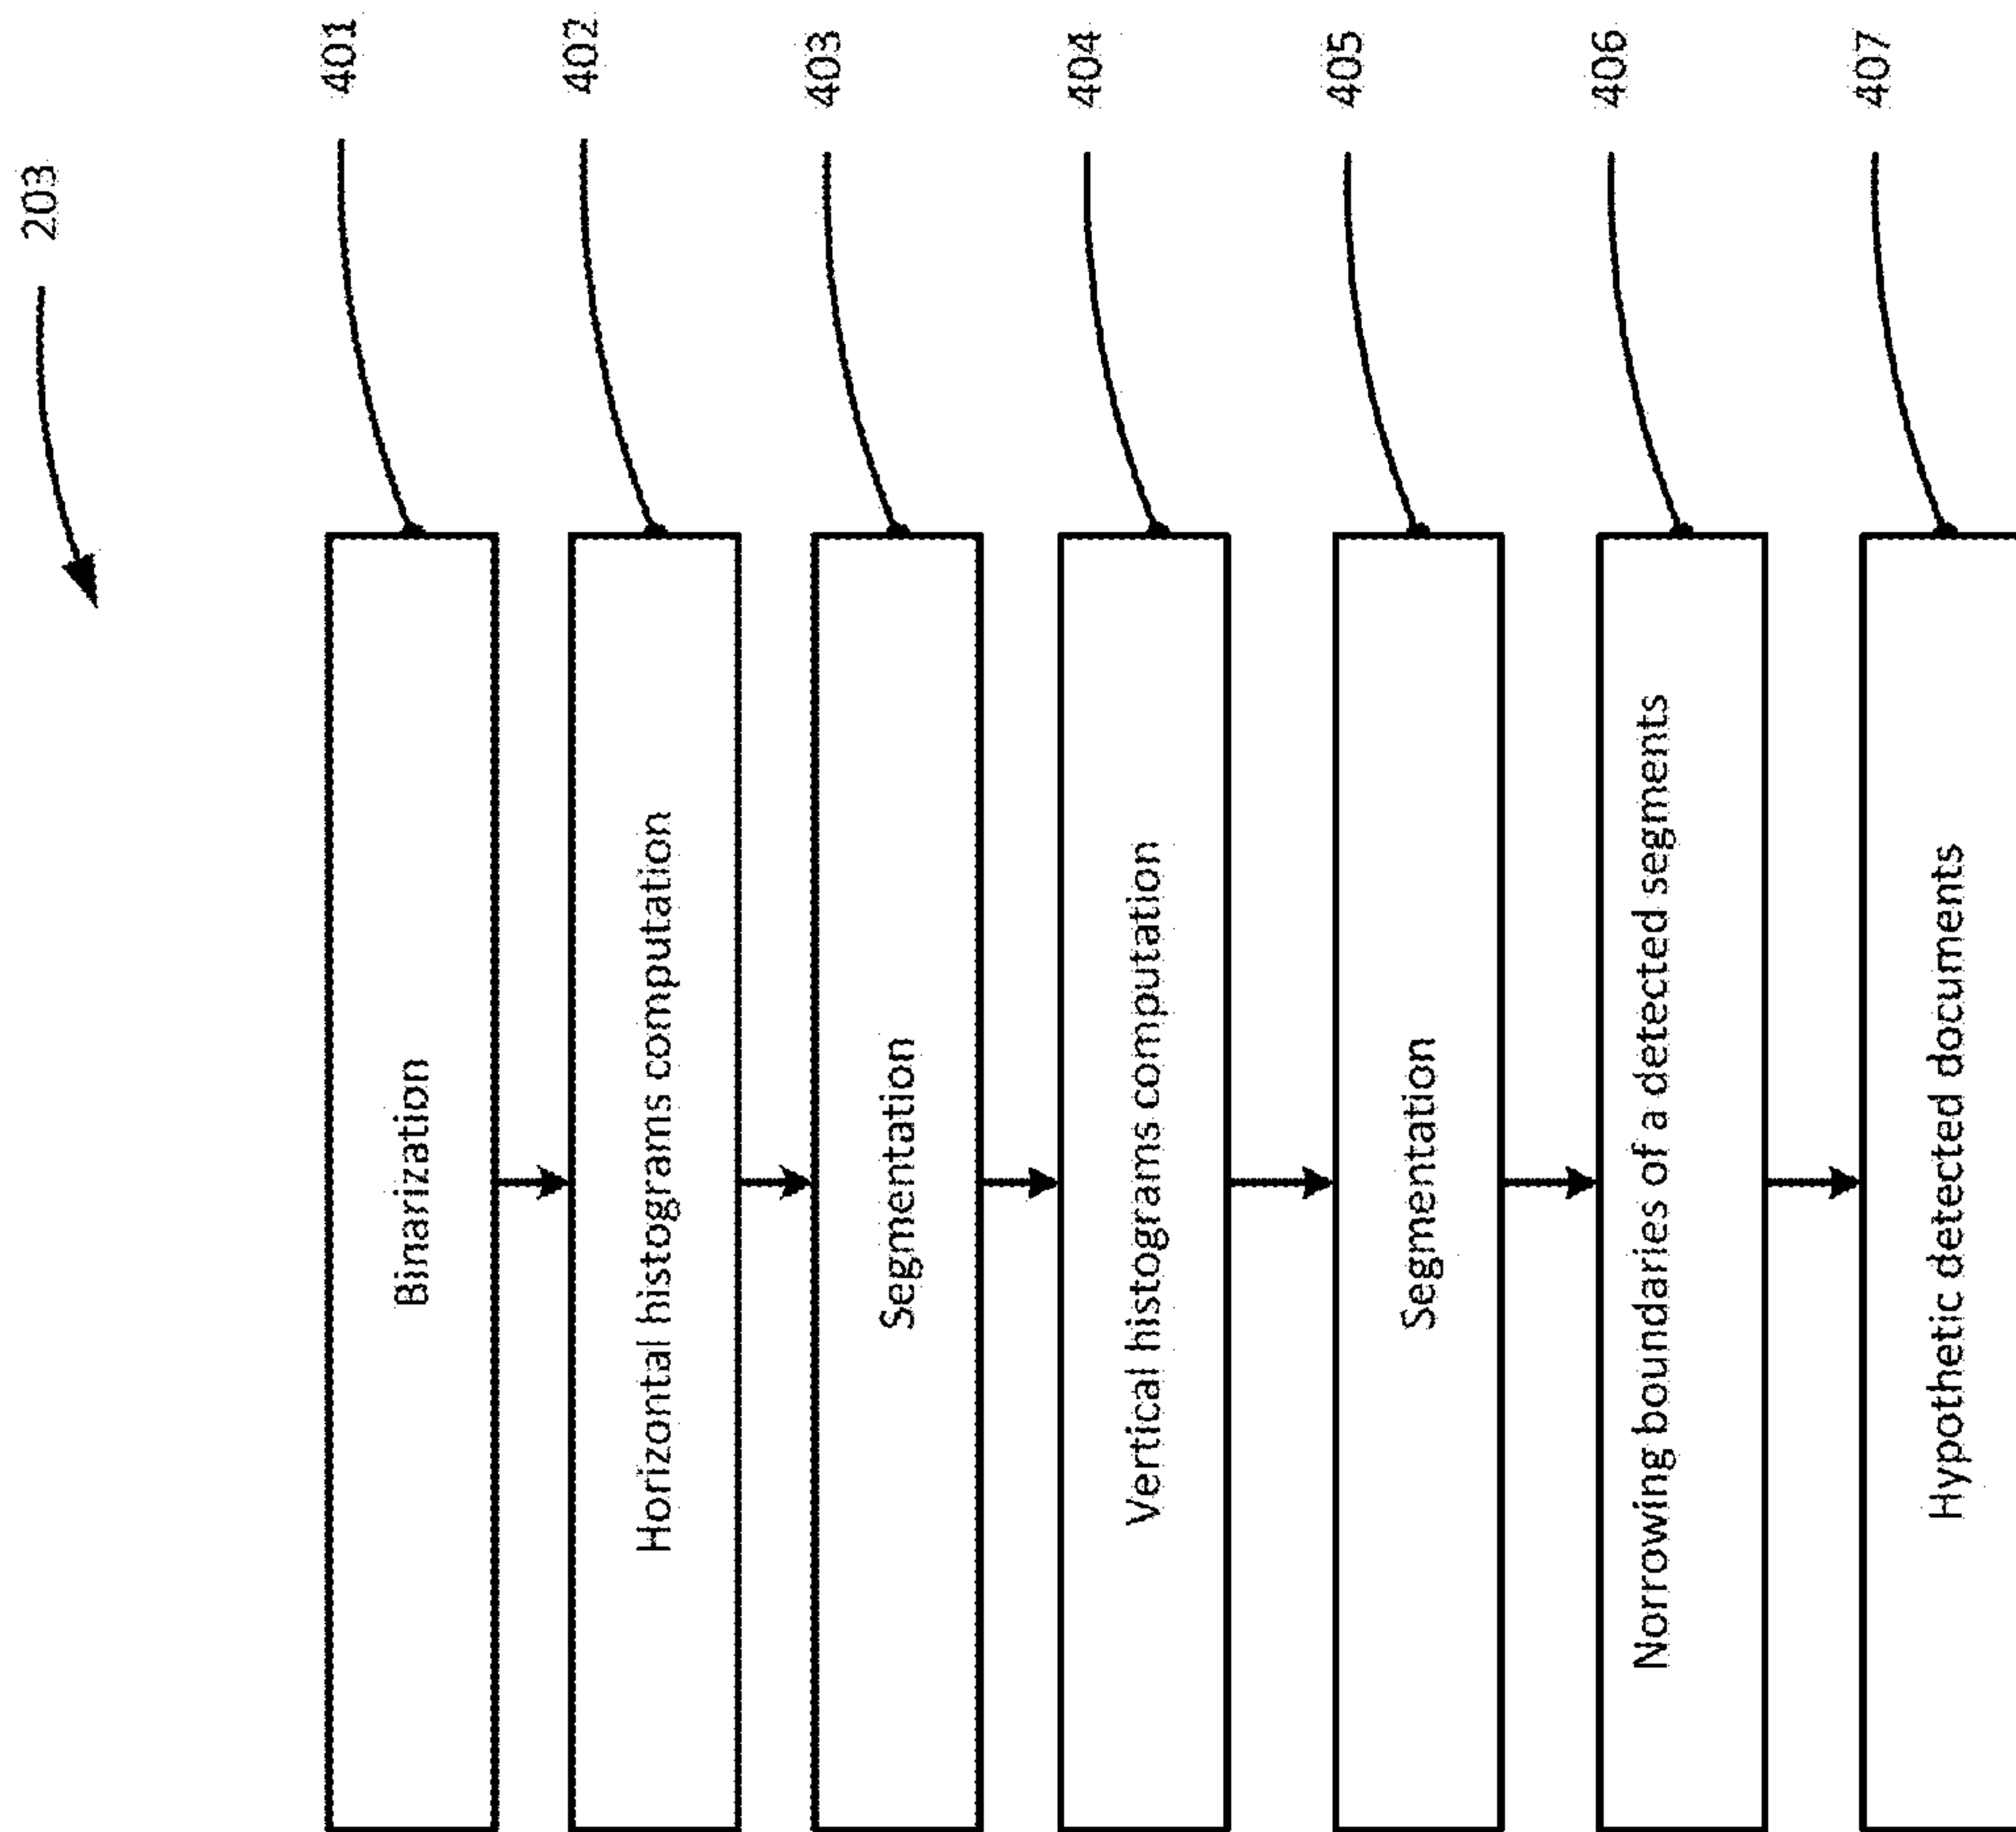 203
Binarization
401
Horizontal histograms computation
402
Segmentation
403
Vertical histograms computation
404
Segmentation
405
Norrowing boundaries of a detected segments
406
Hypothetic detected documents
407